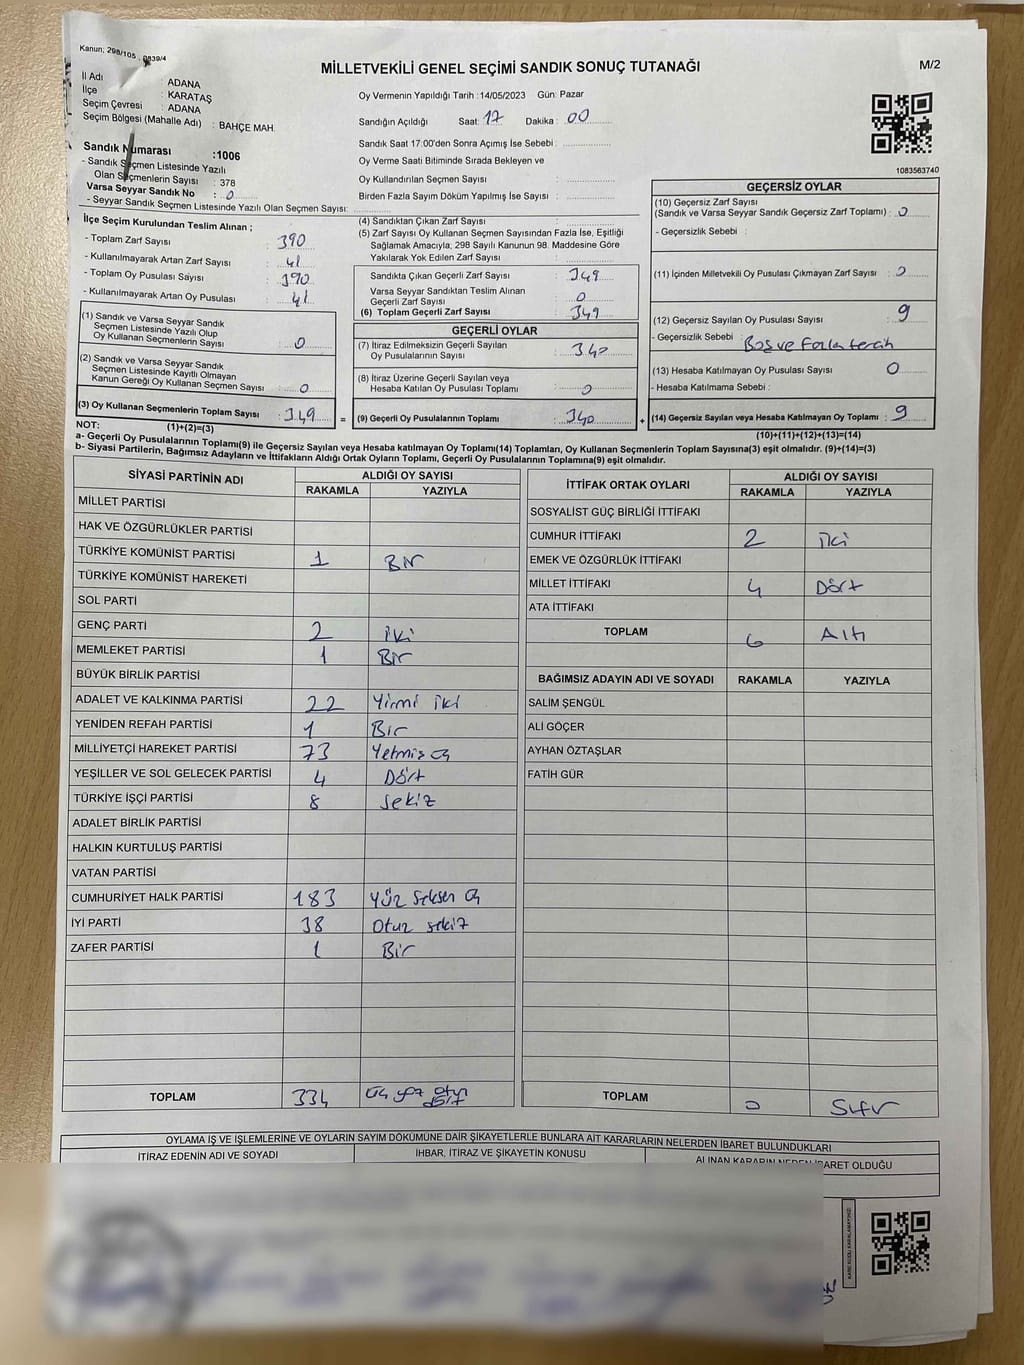 Kanun; 298/105 , 0839/4
MİLLETVEKİLİ GENEL SEÇİMİ SANDIK SONUÇ TUTANAĞI
M/2
İl Adı : ADANA
İlçe : KARATAŞ
Seçim Çevresi : ADANA
Seçim Bölgesi (Mahalle Adı) : BAHÇE MAH.
Oy Vermenin Yapıldığı Tarih :14/05/2023 Gün: Pazar
Sandığın Açıldığı Saat: 17 Dakika : 00
Sandık Saat 17:00'den Sonra Açımış İse Sebebi :
Oy Verme Saati Bitiminde Sırada Bekleyen ve
Oy Kullandırılan Seçmen Sayısı :
Birden Fazla Sayım Döküm Yapılmış İse Sayısı :
Sandık Numarası :1006
- Sandık Seçmen Listesinde Yazılı
Olan Seçmenlerin Sayısı : 378
Varsa Seyyar Sandık No : 0
- Seyyar Sandık Seçmen Listesinde Yazılı Olan Seçmen Sayısı:
1083563740
İlçe Seçim Kurulundan Teslim Alınan ;
- Toplam Zarf Sayısı : 390
- Kullanılmayarak Artan Zarf Sayısı : 41
- Toplam Oy Pusulası Sayısı : 390
- Kullanılmayarak Artan Oy Pusulası : 41
(1) Sandık ve Varsa Seyyar Sandık
Seçmen Listesinde Yazılı Olup
Oy Kullanan Seçmenlerin Sayısı : 0
(2) Sandık ve Varsa Seyyar Sandık
Seçmen Listesinde Kayıtlı Olmayan
Kanun Gereği Oy Kullanan Seçmen Sayısı : 0
(3) Oy Kullanan Seçmenlerin Toplam Sayısı : 349
(1)+(2)=(3)
(4) Sandıktan Çıkan Zarf Sayısı :
(5) Zarf Sayısı Oy Kullanan Seçmen Sayısından Fazla İse, Eşitliği
Sağlamak Amacıyla, 298 Sayılı Kanunun 98. Maddesine Göre
Yakılarak Yok Edilen Zarf Sayısı :
Sandıkta Çıkan Geçerli Zarf Sayısı : 349
Varsa Seyyar Sandıktan Teslim Alınan
Geçerli Zarf Sayısı : 0
(6) Toplam Geçerli Zarf Sayısı : 349
GEÇERLİ OYLAR
(7) İtiraz Edilmeksizin Geçerli Sayılan
Oy Pusulalarının Sayısı : 340
(8) İtiraz Üzerine Geçerli Sayılan veya
Hesaba Katılan Oy Pusulası Toplamı : 0
= (9) Geçerli Oy Pusulalarının Toplamı : 340
GEÇERSİZ OYLAR
(10) Geçersiz Zarf Sayısı
(Sandık ve Varsa Seyyar Sandık Geçersiz Zarf Toplamı) : 0
- Geçersizlik Sebebi :
(11) İçinden Milletvekili Oy Pusulası Çıkmayan Zarf Sayısı : 0
(12) Geçersiz Sayılan Oy Pusulası Sayısı : 9
- Geçersizlik Sebebi : Boş ve Fazla tercih
(13) Hesaba Katılmayan Oy Pusulası Sayısı : 0
- Hesaba Katılmama Sebebi :
+ (14) Geçersiz Sayılan veya Hesaba Katılmayan Oy Toplamı : 9
(10)+(11)+(12)+(13)=(14)
NOT:
a- Geçerli Oy Pusulalarının Toplamı(9) ile Geçersiz Sayılan veya Hesaba katılmayan Oy Toplamı(14) Toplamları, Oy Kullanan Seçmenlerin Toplam Sayısına(3) eşit olmalıdır. (9)+(14)=(3)
b- Siyasi Partilerin, Bağımsız Adayların ve İttifakların Aldığı Ortak Oyların Toplamı, Geçerli Oy Pusulalarının Toplamına(9) eşit olmalıdır.
SİYASİ PARTİNİN ADI ALDIĞI OY SAYISI
RAKAMLA YAZIYLA
MİLLET PARTİSİ
HAK VE ÖZGÜRLÜKLER PARTİSİ
TÜRKİYE KOMÜNİST PARTİSİ 1 Bir
TÜRKİYE KOMÜNİST HAREKETİ
SOL PARTİ
GENÇ PARTİ 2 iki
MEMLEKET PARTİSİ 1 Bir
BÜYÜK BİRLİK PARTİSİ
ADALET VE KALKINMA PARTİSİ 22 Yirmi iki
YENİDEN REFAH PARTİSİ 1 Bir
MİLLİYETÇİ HAREKET PARTİSİ 73 Yetmiş üç
YEŞİLLER VE SOL GELECEK PARTİSİ 4 Dört
TÜRKİYE İŞÇİ PARTİSİ 8 sekiz
ADALET BİRLİK PARTİSİ
HALKIN KURTULUŞ PARTİSİ
VATAN PARTİSİ
CUMHURİYET HALK PARTİSİ 183 Yüz seksen üç
İYİ PARTİ 38 Otuz sekiz
ZAFER PARTİSİ 1 Bir
TOPLAM 334 Üç yüz otuz dört
İTTİFAK ORTAK OYLARI ALDIĞI OY SAYISI
RAKAMLA YAZIYLA
SOSYALİST GÜÇ BİRLİĞİ İTTİFAKI
CUMHUR İTTİFAKI 2 iki
EMEK VE ÖZGÜRLÜK İTTİFAKI
MİLLET İTTİFAKI 4 Dört
ATA İTTİFAKI
TOPLAM 6 Altı
BAĞIMSIZ ADAYIN ADI VE SOYADI RAKAMLA YAZIYLA
SALİM ŞENGÜL
ALİ GÖÇER
AYHAN ÖZTAŞLAR
FATİH GÜR
TOPLAM 0 Sıfır
OYLAMA İŞ VE İŞLEMLERİNE VE OYLARIN SAYIM DÖKÜMÜNE DAİR ŞİKAYETLERLE BUNLARA AİT KARARLARIN NELERDEN İBARET BULUNDUKLARI
İTİRAZ EDENİN ADI VE SOYADI
İHBAR, İTİRAZ VE ŞİKAYETİN KONUSU
ALINAN KARARIN NEDEN İBARET OLDUĞU
KARE KODU KARALAMAYINIZ!